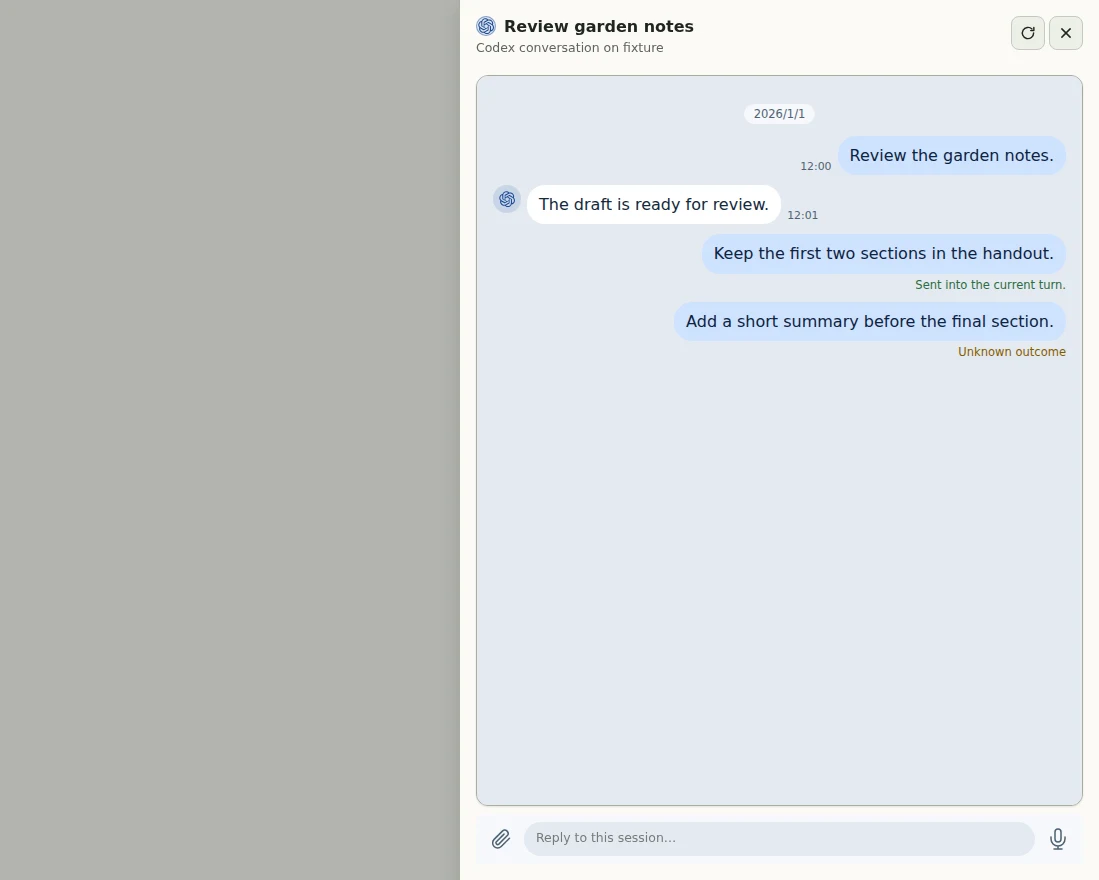 Review garden notes
Codex conversation on fixture
2026/1/1
Review the garden notes.
12:00
The draft is ready for review.
12:01
Keep the first two sections in the handout.
Sent into the current turn.
Add a short summary before the final section.
Unknown outcome
Reply to this session...